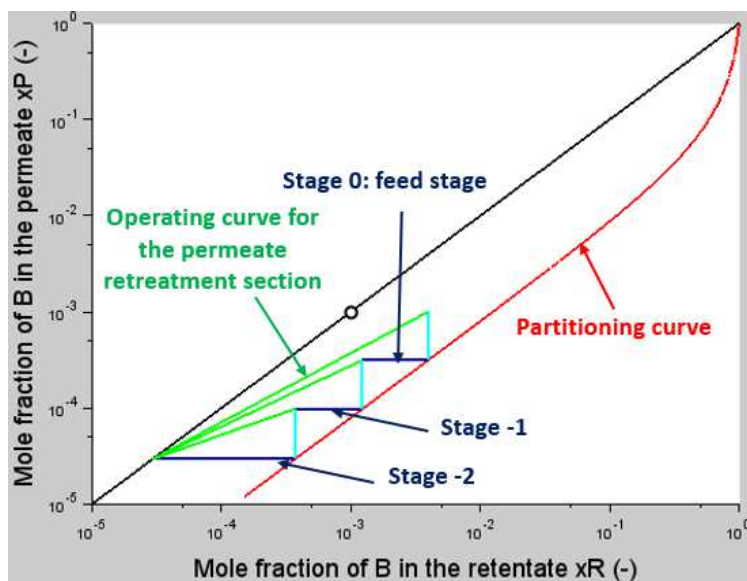 Mole fraction of B in the permeate xP (-)
10^0
10^-1
10^-2
10^-3
10^-4
10^-5
Stage 0: feed stage
Operating curve for
the permeate
retreatment section
Partitioning curve
Stage -1
Stage -2
10^-5
10^-4
10^-3
10^-2
10^-1
10^0
Mole fraction of B in the retentate xR (-)